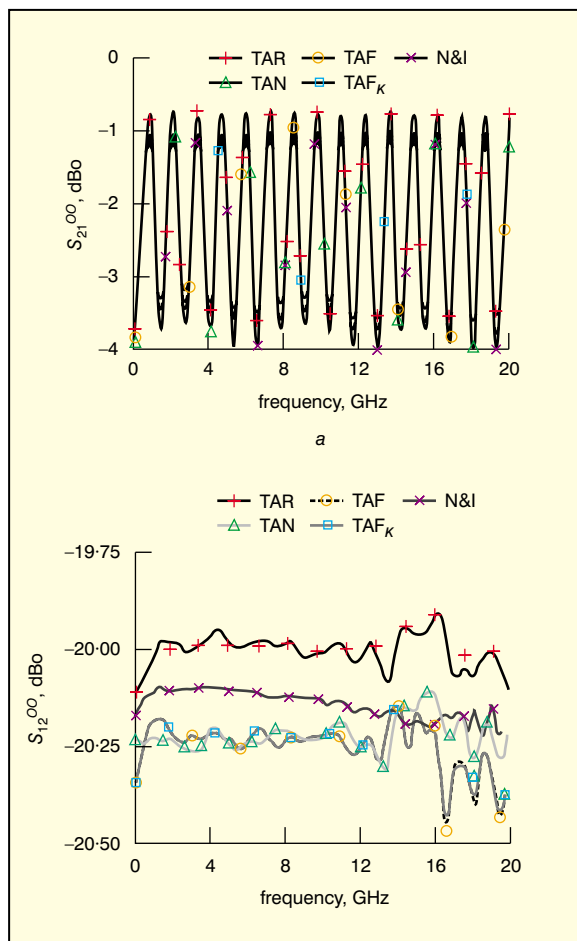 TAR TAF N&I
TAN TAF_K
S_21^OO, dBo
0
−1
−2
−3
−4
0 4 8 12 16 20
frequency, GHz
a
TAR TAF N&I
TAN TAF_K
S_12^OO, dBo
−19·75
−20·00
−20·25
−20·50
0 4 8 12 16 20
frequency, GHz